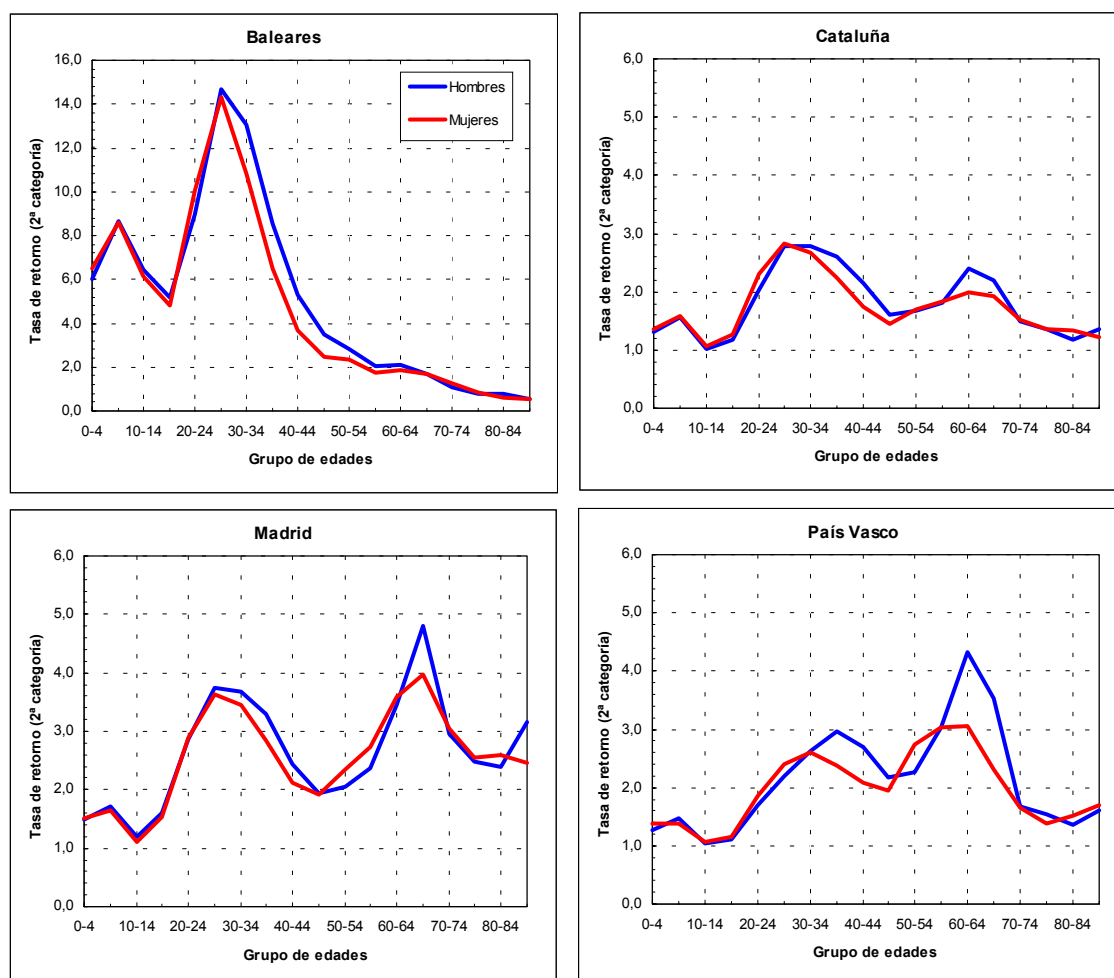 Baleares
Tasa de retorno (2ª categoría)
16,0
14,0
12,0
10,0
8,0
6,0
4,0
2,0
0,0
Hombres
Mujeres
0-4 10-14 20-24 30-34 40-44 50-54 60-64 70-74 80-84
Grupo de edades
Cataluña
Tasa de retorno (2ª categoría)
6,0
5,0
4,0
3,0
2,0
1,0
0,0
0-4 10-14 20-24 30-34 40-44 50-54 60-64 70-74 80-84
Grupo de edades
Madrid
Tasa de retorno (2ª categoría)
6,0
5,0
4,0
3,0
2,0
1,0
0,0
0-4 10-14 20-24 30-34 40-44 50-54 60-64 70-74 80-84
Grupo de edades
País Vasco
Tasa de retorno (2ª categoría)
6,0
5,0
4,0
3,0
2,0
1,0
0,0
0-4 10-14 20-24 30-34 40-44 50-54 60-64 70-74 80-84
Grupo de edades